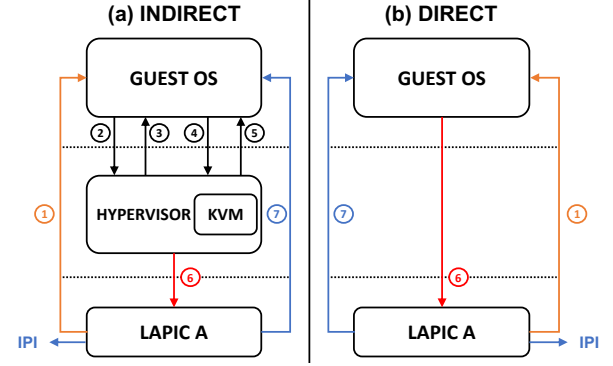 (a) INDIRECT
GUEST OS
2 3 4 5
HYPERVISOR KVM
1
7
6
LAPIC A
IPI
(b) DIRECT
GUEST OS
7
1
6
LAPIC A
IPI